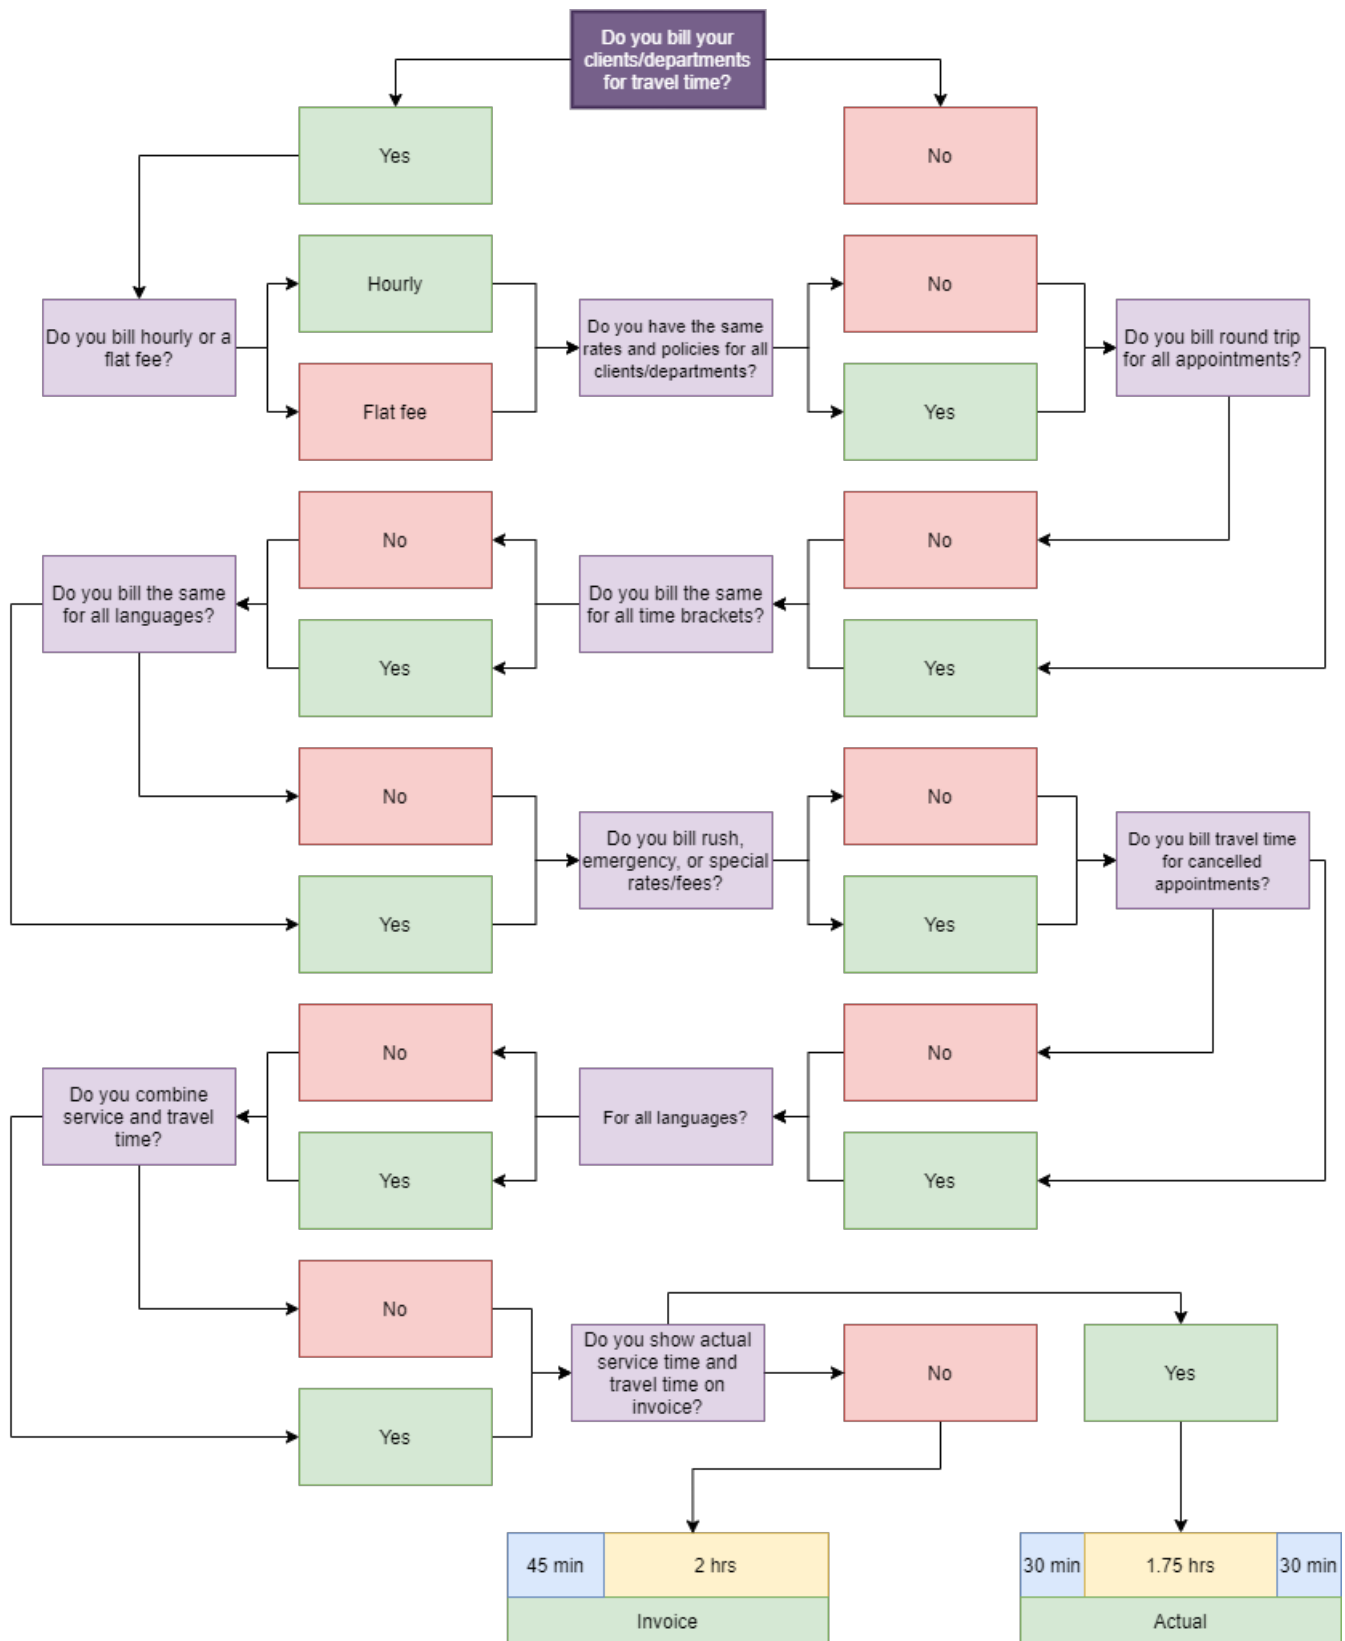 Do you bill your
clients/departments
for travel time?
Yes
No
Hourly
No
Do you bill hourly or a
flat fee?
Do you have the same
rates and policies for all
clients/departments?
Do you bill round trip
for all appointments?
Flat fee
Yes
No
No
Do you bill the same
for all languages?
Do you bill the same
for all time brackets?
Yes
Yes
No
No
Do you bill rush,
emergency, or special
rates/fees?
Do you bill travel time
for cancelled
appointments?
Yes
Yes
No
No
Do you combine
service and travel
time?
For all languages?
Yes
Yes
No
Do you show actual
service time and
travel time on
invoice?
No
Yes
Yes
45 min
2 hrs
30 min
1.75 hrs
30 min
Invoice
Actual